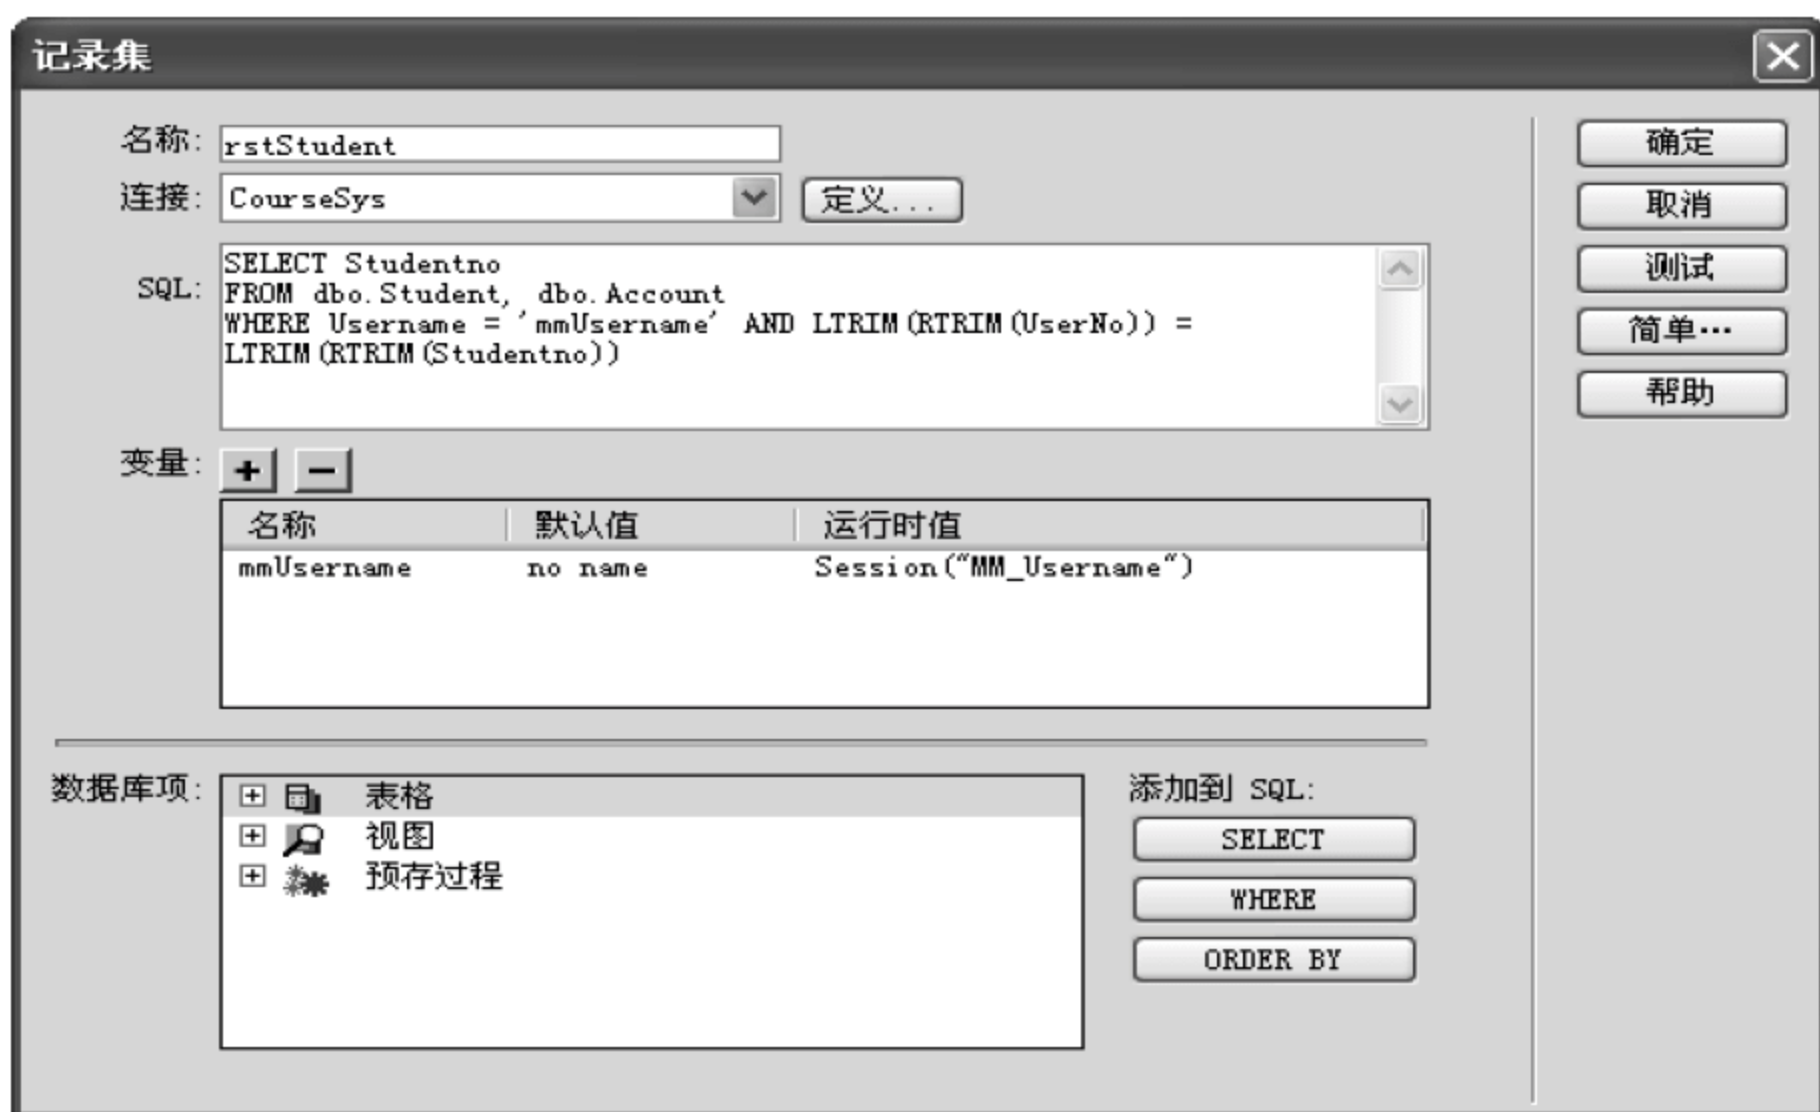 记录集
名称: rstStudent
连接: CourseSys 定义...
SQL: SELECT Studentno
FROM dbo.Student, dbo.Account
WHERE Username = 'mmUsername' AND LTRIM(RTRIM(UserNo)) =
LTRIM(RTRIM(Studentno))
变量:
名称 默认值 运行时值
mmUsername no name Session("MM_Username")
数据库项:
表格
视图
预存过程
添加到 SQL:
SELECT
WHERE
ORDER BY
确定
取消
测试
简单...
帮助